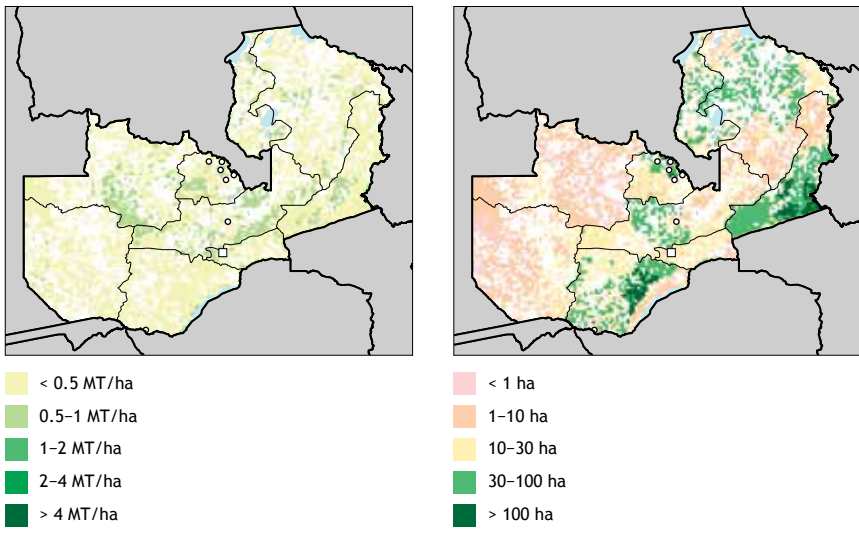 < 0.5 MT/ha
0.5–1 MT/ha
1–2 MT/ha
2–4 MT/ha
> 4 MT/ha
< 1 ha
1–10 ha
10–30 ha
30–100 ha
> 100 ha